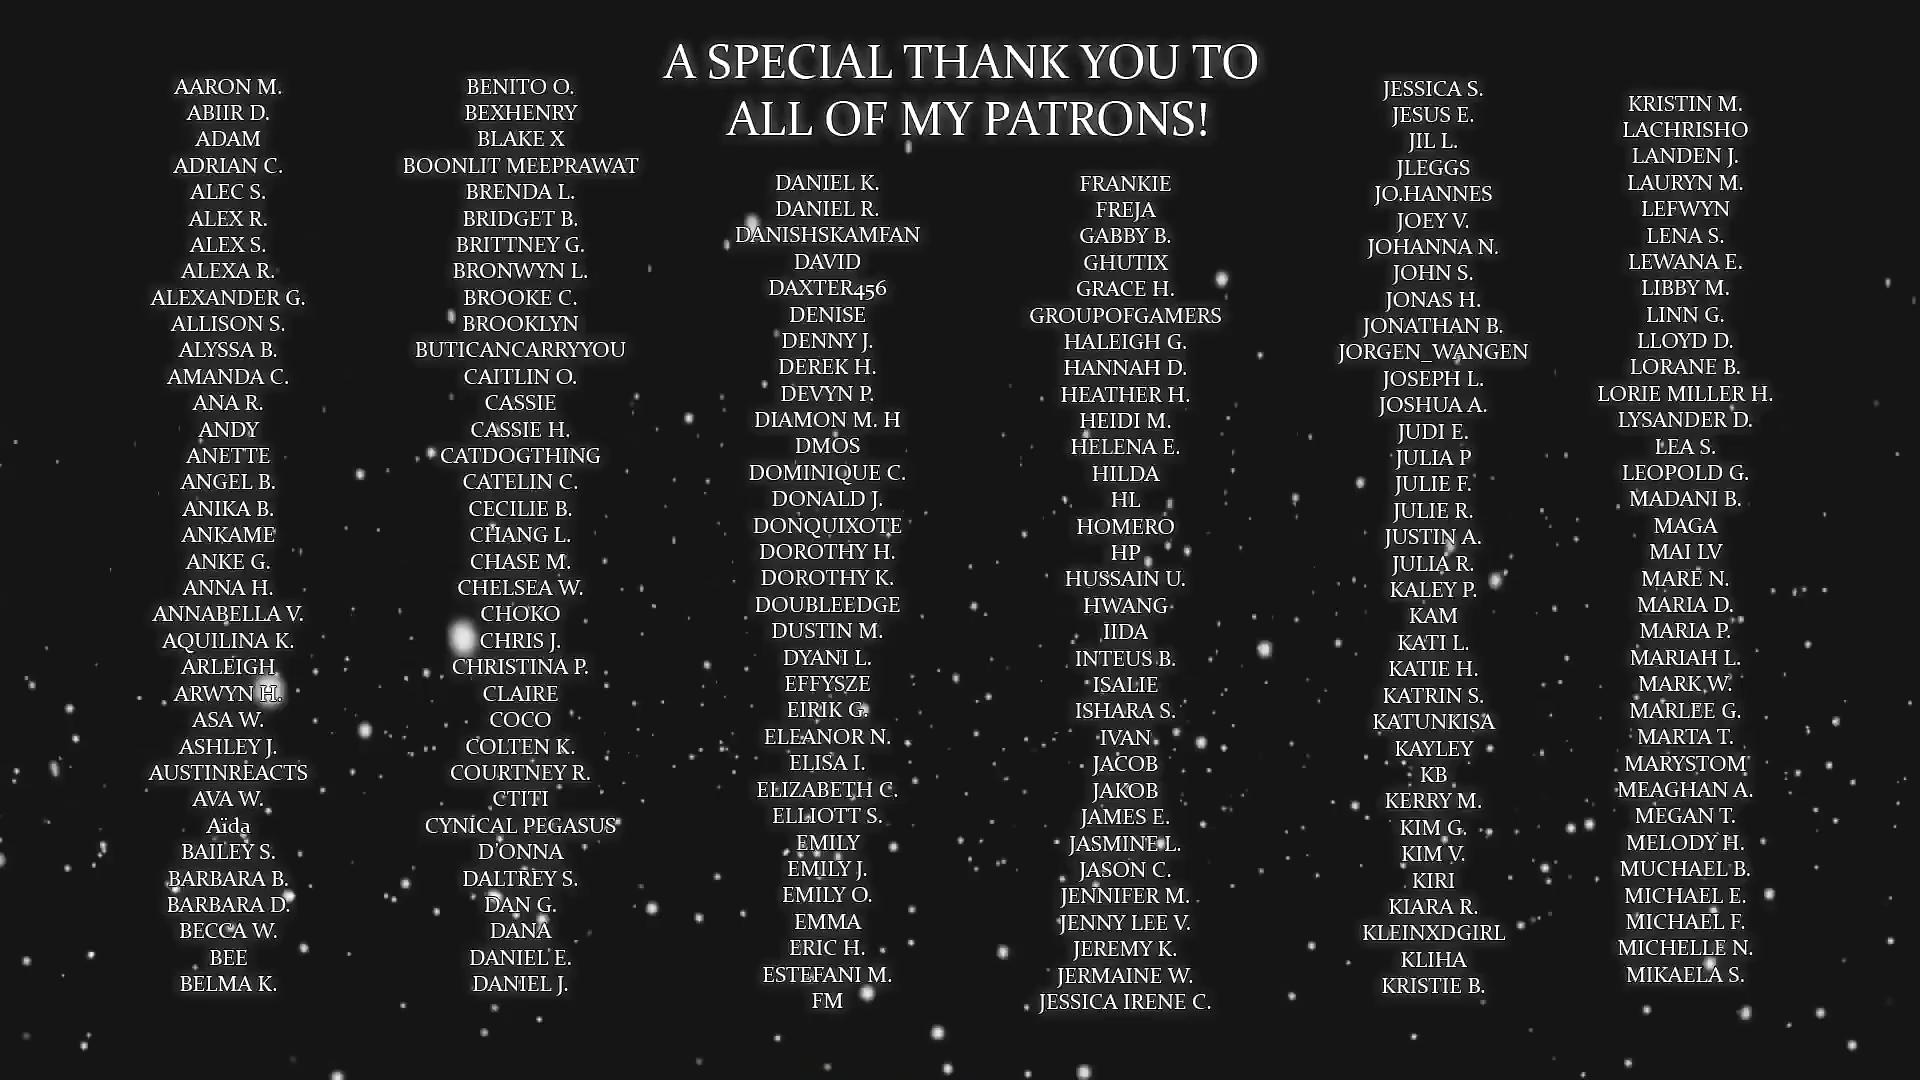 A SPECIAL THANK YOU TO
ALL OF MY PATRONS!
AARON M.
ABIIR D.
ADAM
ADRIAN C.
ALEC S.
ALEX R.
ALEX S.
ALEXA R.
ALEXANDER G.
ALLISON S.
ALYSSA B.
AMANDA C.
ANA R.
ANDY
ANETTE
ANGEL B.
ANIKA B.
ANKAME
ANKE G.
ANNA H.
ANNABELLA V.
AQUILINA K.
ARLEIGH
ARWYN H.
ASA W.
ASHLEY J.
AUSTINREACTS
AVA W.
Aïda
BAILEY S.
BARBARA B.
BARBARA D.
BECCA W.
BEE
BELMA K.
BENITO O.
BEXHENRY
BLAKE X
BOONLIT MEEPRAWAT
BRENDA L.
BRIDGET B.
BRITTNEY G.
BRONWYN L.
BROOKE C.
BROOKLYN
BUTICANCARRYYOU
CAITLIN O.
CASSIE
CASSIE H.
CATDOGTHING
CATELIN C.
CECILIE B.
CHANG L.
CHASE M.
CHELSEA W.
CHOKO
CHRIS J.
CHRISTINA P.
CLAIRE
COCO
COLTEN K.
COURTNEY R.
CTITI
CYNICAL PEGASUS
D'ONNA
DALTREY S.
DAN G.
DANA
DANIEL E.
DANIEL J.
DANIEL K.
DANIEL R.
DANISHSKAMFAN
DAVID
DAXTER456
DENISE
DENNY J.
DEREK H.
DEVYN P.
DIAMON M. H
DMOS
DOMINIQUE C.
DONALD J.
DONQUIXOTE
DOROTHY H.
DOROTHY K.
DOUBLEEDGE
DUSTIN M.
DYANI L.
EFFYSZE
EIRIK G.
ELEANOR N.
ELISA I.
ELIZABETH C.
ELLIOTT S.
EMILY
EMILY J.
EMILY O.
EMMA
ERIC H.
ESTEFANI M.
FM
FRANKIE
FREJA
GABBY B.
GHUTIX
GRACE H.
GROUPOFGAMERS
HALEIGH G.
HANNAH D.
HEATHER H.
HEIDI M.
HELENA E.
HILDA
HL
HOMERO
HP
HUSSAIN U.
HWANG
IIDA
INTEUS B.
ISALIE
ISHARA S.
IVAN
JACOB
JAKOB
JAMES E.
JASMINE L.
JASON C.
JENNIFER M.
JENNY LEE V.
JEREMY K.
JERMAINE W.
JESSICA IRENE C.
JESSICA S.
JESUS E.
JIL L.
JLEGGS
JO.HANNES
JOEY V.
JOHANNA N.
JOHN S.
JONAS H.
JONATHAN B.
JORGEN_WANGEN
JOSEPH L.
JOSHUA A.
JUDI E.
JULIA P
JULIE F.
JULIE R.
JUSTIN A.
JULIA R.
KALEY P.
KAM
KATI L.
KATIE H.
KATRIN S.
KATUNKISA
KAYLEY
KB
KERRY M.
KIM G.
KIM V.
KIRI
KIARA R.
KLEINXDGIRL
KLIHA
KRISTIE B.
KRISTIN M.
LACHRISHO
LANDEN J.
LAURYN M.
LEFWYN
LENA S.
LEWANA E.
LIBBY M.
LINN G.
LLOYD D.
LORANE B.
LORIE MILLER H.
LYSANDER D.
LEA S.
LEOPOLD G.
MADANI B.
MAGA
MAI LV
MARE N.
MARIA D.
MARIA P.
MARIAH L.
MARK W.
MARLEE G.
MARTA T.
MARYSTOM
MEAGHAN A.
MEGAN T.
MELODY H.
MUCHAEL B.
MICHAEL E.
MICHAEL F.
MICHELLE N.
MIKAELA S.